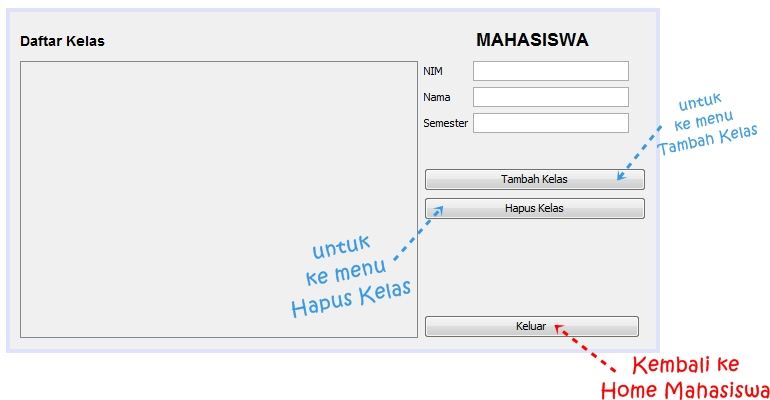 Daftar Kelas
MAHASISWA
NIM
Nama
Semester
untuk
ke menu
Tambah Kelas
Tambah Kelas
Hapus Kelas
untuk
ke menu
Hapus Kelas
Keluar
Kembali ke
Home Mahasiswa